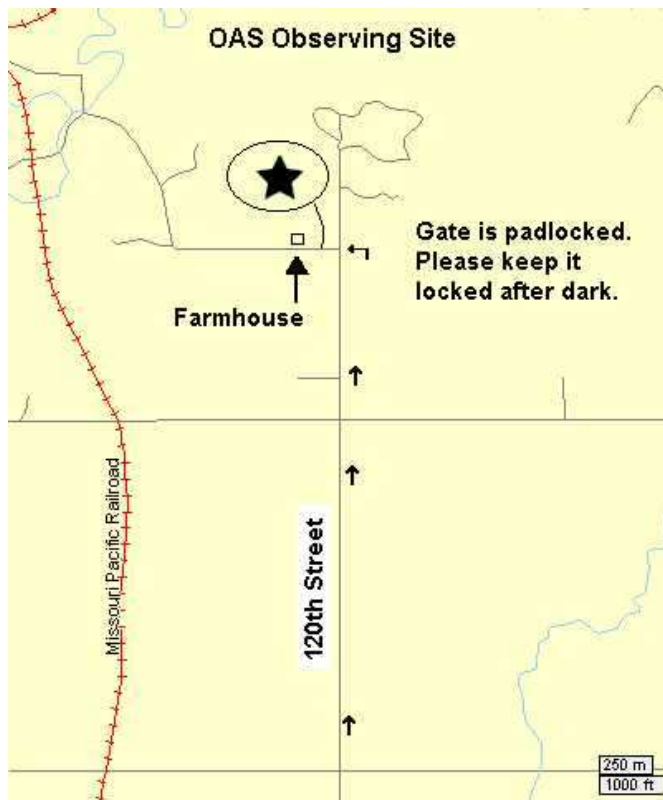 OAS Observing Site
Gate is padlocked.
Please keep it
locked after dark.
Farmhouse
Missouri Pacific Railroad
120th Street
250 m
1000 ft